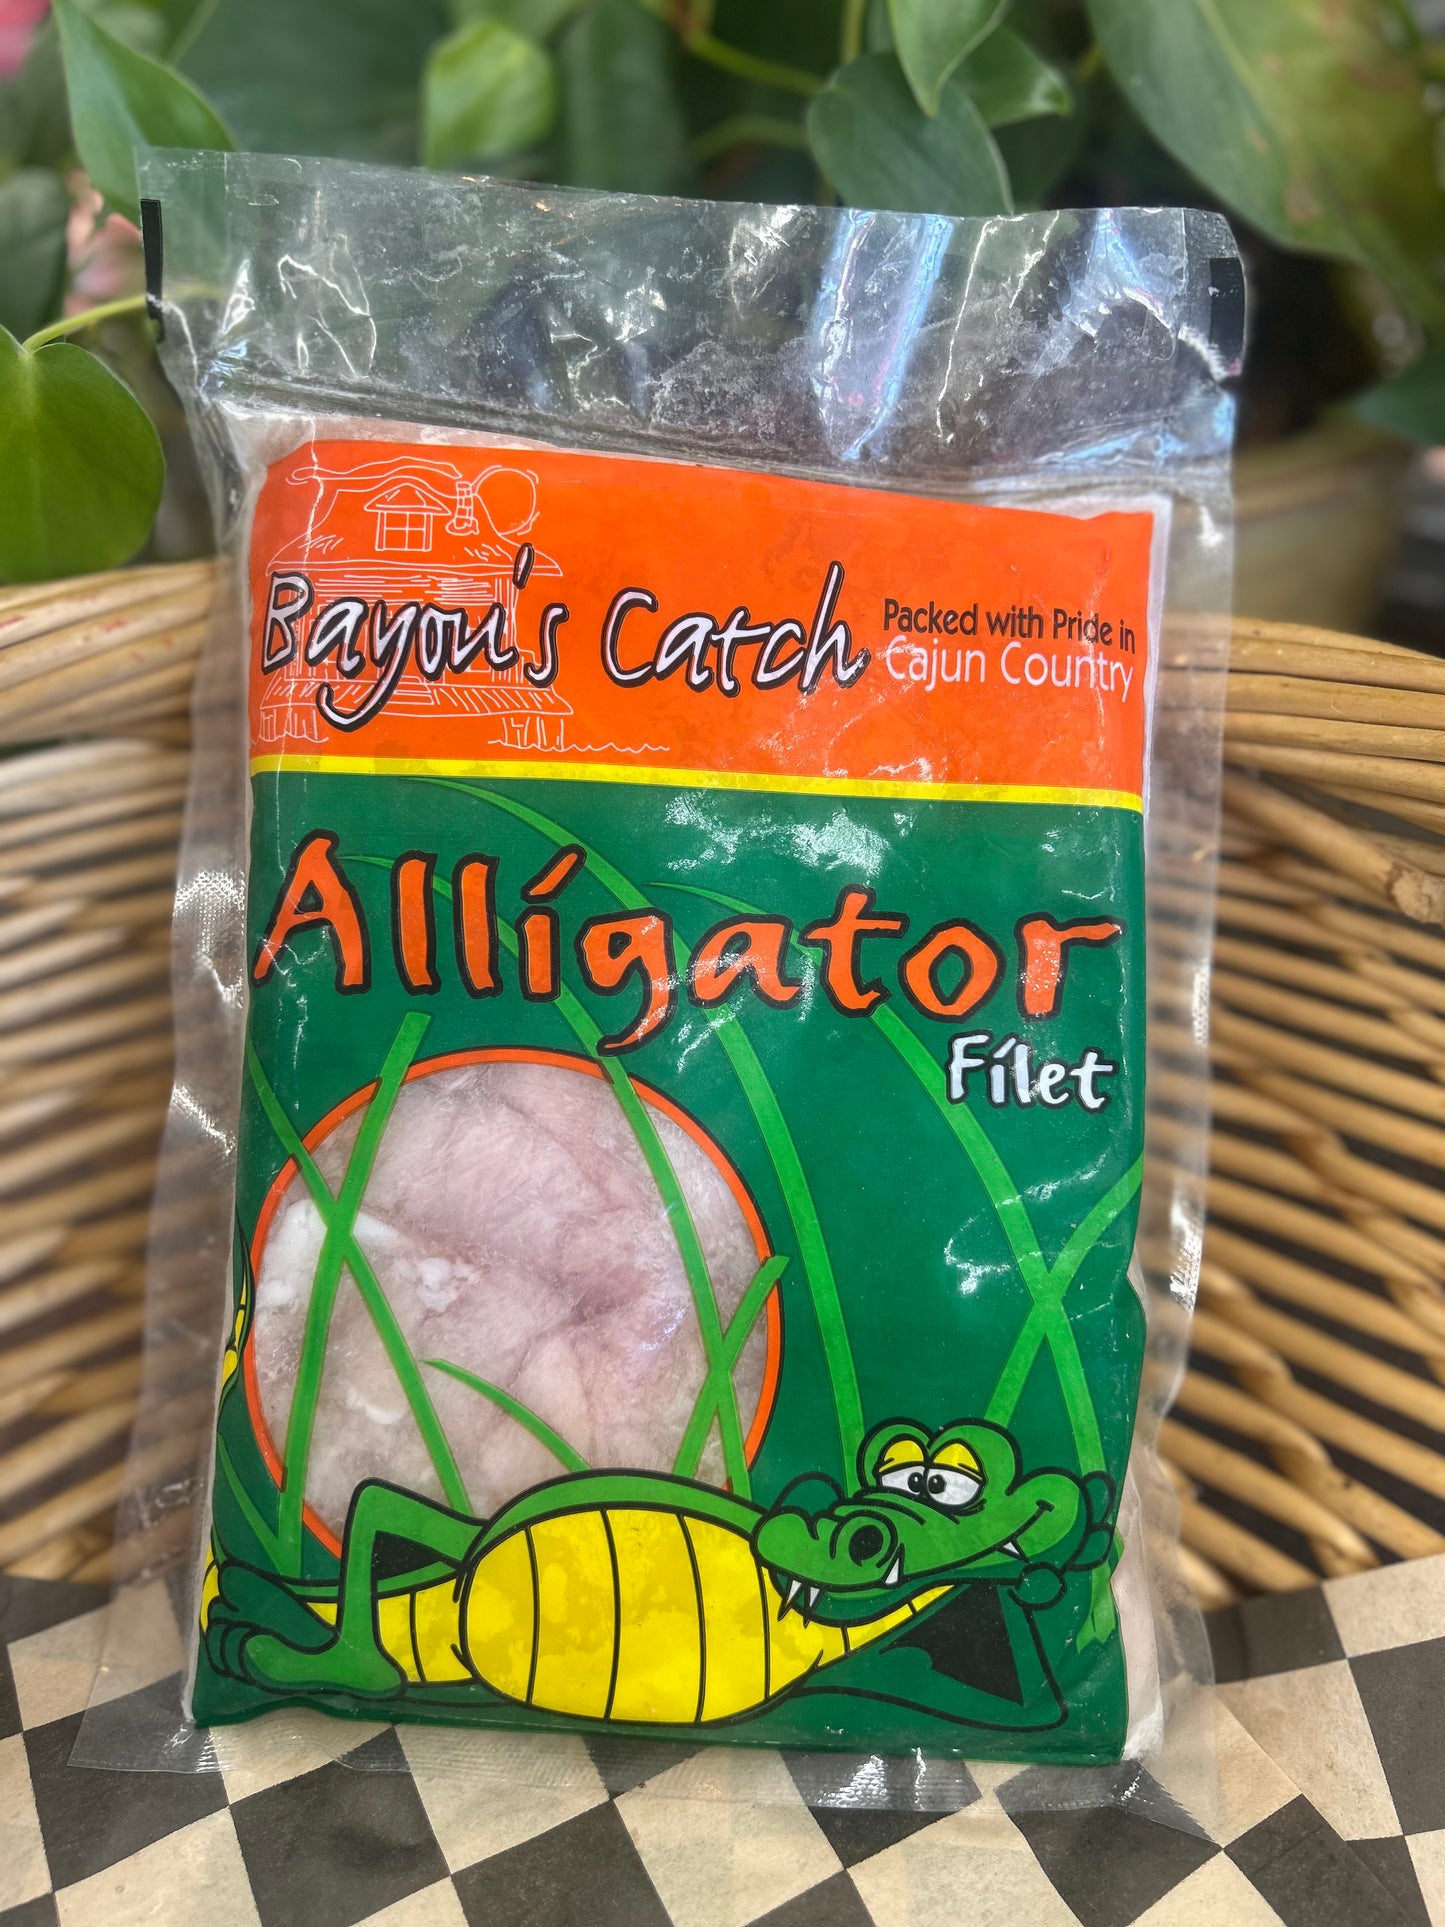 Bayou's Catch
Packed with Pride in
Cajun Country
Alligator
Filet